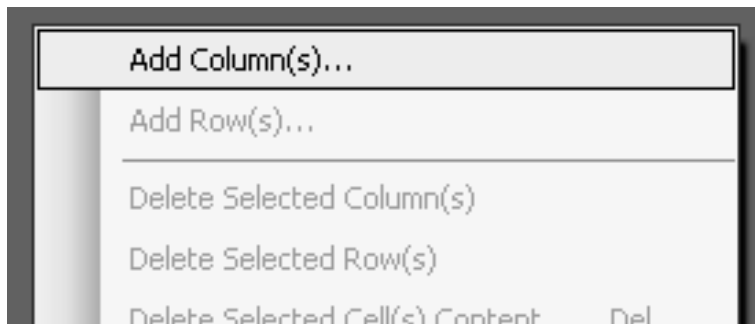 Add Column(s)...
Add Row(s)...
Delete Selected Column(s)
Delete Selected Row(s)
Delete Selected Cell(s) Content Del